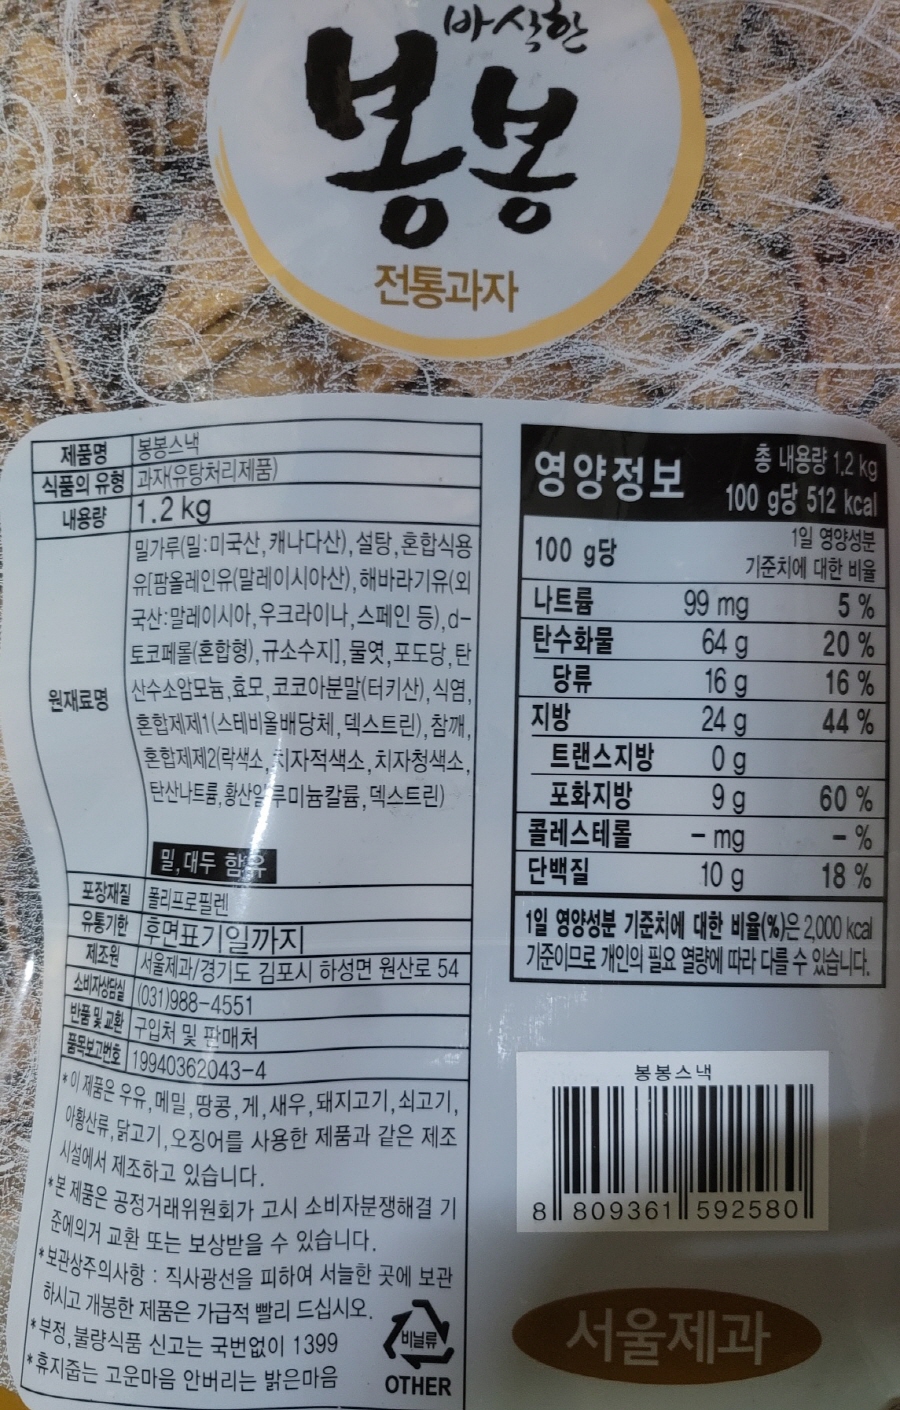 바삭한
봉봉
전통과자
제품명 봉봉스낵
식품의 유형 과자(유탕처리제품)
내용량 1.2 kg
원재료명
밀가루(밀:미국산, 캐나다산), 설탕, 혼합식용
유[팜올레인유(말레이시아산), 해바라기유(외
국산:말레이시아, 우크라이나, 스페인 등), d-
토코페롤(혼합형), 규소수지], 물엿, 포도당, 탄
산수소암모늄, 효모, 코코아분말(터키산), 식염,
혼합제제1(스테비올배당체, 덱스트린), 참깨,
혼합제제2(락색소, 치자적색소, 치자청색소,
탄산나트륨, 황산알루미늄칼륨, 덱스트린)
밀, 대두 함유
포장재질 폴리프로필렌
유통기한 후면표기일까지
제조원 서울제과/경기도 김포시 하성면 원산로 54
소비자상담실 (031)988-4551
반품 및 교환 구입처 및 판매처
품목보고번호 19940362043-4
* 이 제품은 우유, 메밀, 땅콩, 게, 새우, 돼지고기, 쇠고기,
아황산류, 닭고기, 오징어를 사용한 제품과 같은 제조
시설에서 제조하고 있습니다.
* 본 제품은 공정거래위원회가 고시 소비자분쟁해결 기
준에의거 교환 또는 보상받을 수 있습니다.
* 보관상주의사항 : 직사광선을 피하여 서늘한 곳에 보관
하시고 개봉한 제품은 가급적 빨리 드십시오.
* 부정, 불량식품 신고는 국번없이 1399
* 휴지줍는 고운마음 안버리는 밝은마음
비닐류
OTHER
영양정보
총 내용량 1.2 kg
100 g당 512 kcal
100 g당
1일 영양성분
기준치에 대한 비율
나트륨 99 mg 5 %
탄수화물 64 g 20 %
당류 16 g 16 %
지방 24 g 44 %
트랜스지방 0 g
포화지방 9 g 60 %
콜레스테롤 - mg - %
단백질 10 g 18 %
1일 영양성분 기준치에 대한 비율(%)은 2,000 kcal
기준이므로 개인의 필요 열량에 따라 다를 수 있습니다.
봉봉스낵
8 809361 592580
서울제과